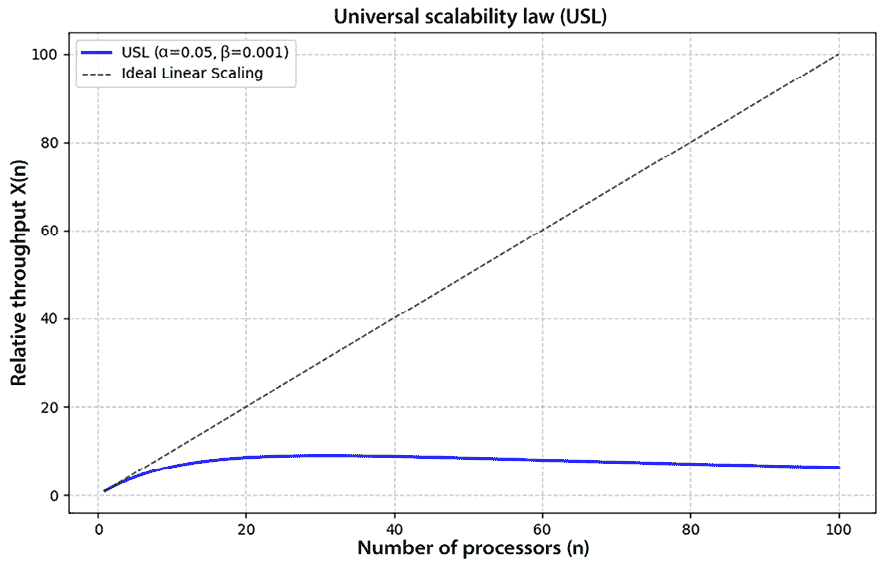 Universal scalability law (USL)
USL (α=0.05, β=0.001)
Ideal Linear Scaling
Relative throughput X(n)
100
80
60
40
20
0
0 20 40 60 80 100
Number of processors (n)